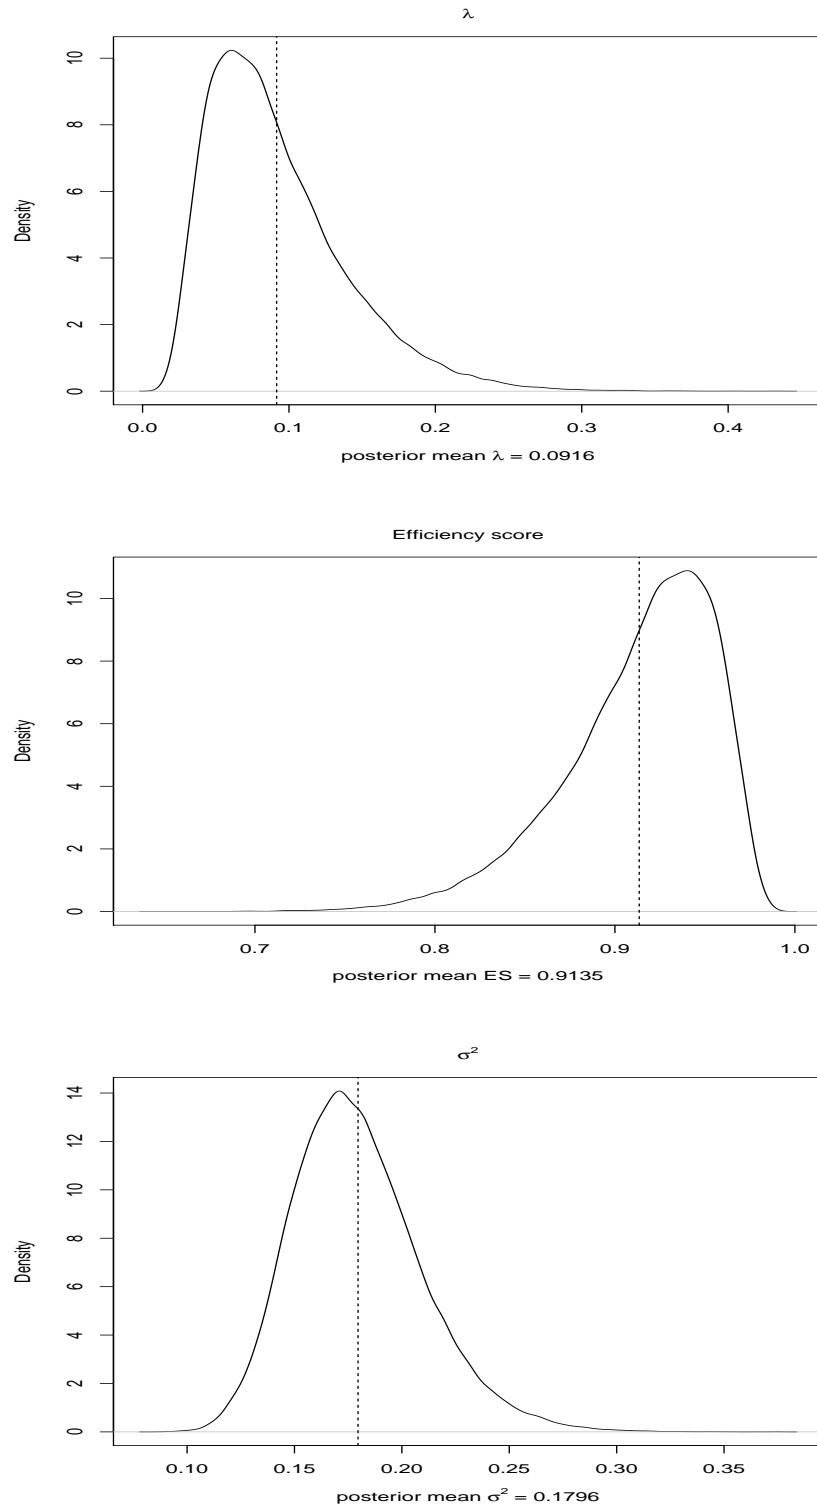 λ
Density
10
8
6
4
2
0
0.0 0.1 0.2 0.3 0.4
posterior mean λ = 0.0916
Efficiency score
Density
10
8
6
4
2
0
0.7 0.8 0.9 1.0
posterior mean ES = 0.9135
σ²
Density
14
12
10
8
6
4
2
0
0.10 0.15 0.20 0.25 0.30 0.35
posterior mean σ² = 0.1796